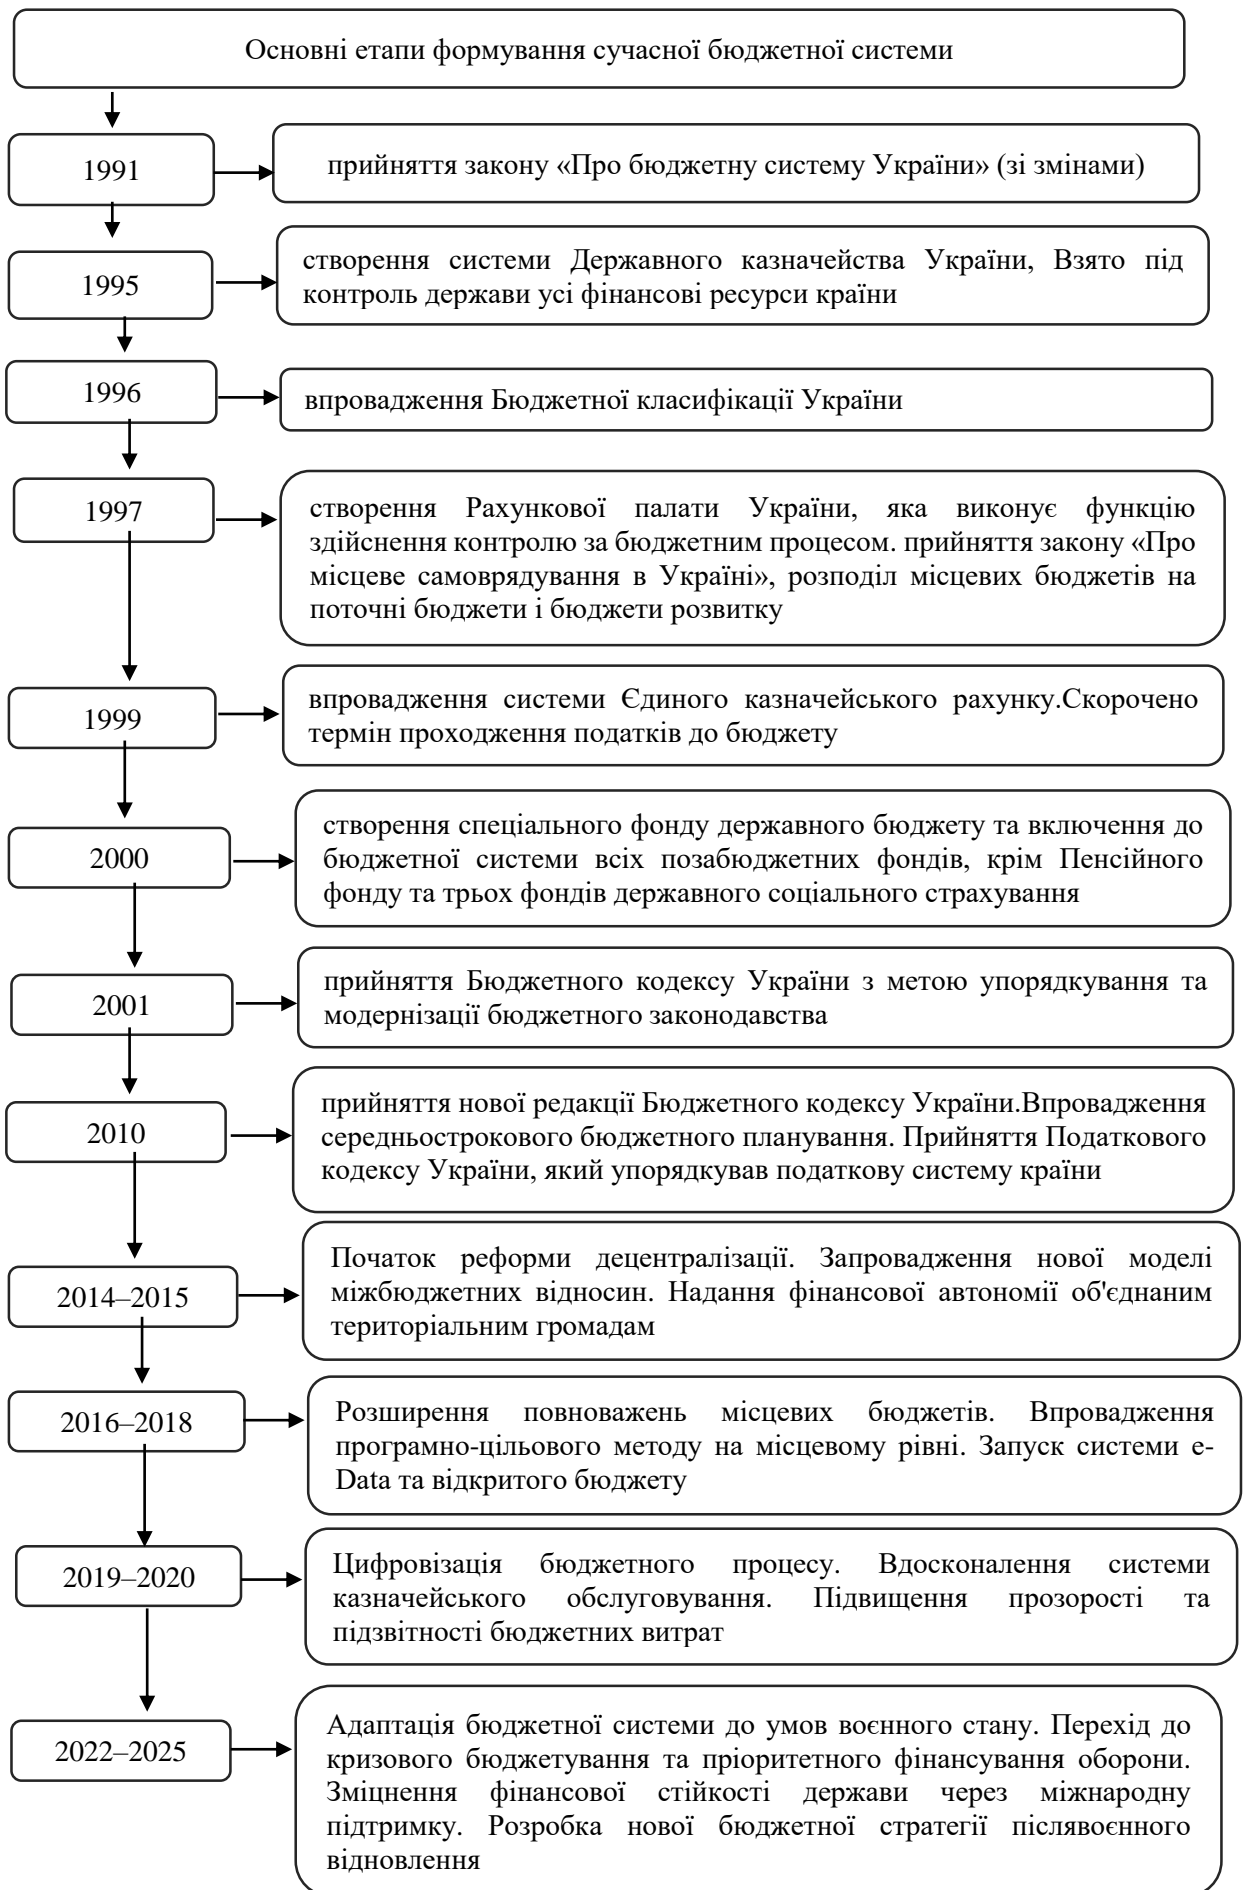 Основні етапи формування сучасної бюджетної системи
1991
прийняття закону «Про бюджетну систему України» (зі змінами)
1995
створення системи Державного казначейства України, Взято під
контроль держави усі фінансові ресурси країни
1996
впровадження Бюджетної класифікації України
1997
створення Рахункової палати України, яка виконує функцію
здійснення контролю за бюджетним процесом. прийняття закону «Про
місцеве самоврядування в Україні», розподіл місцевих бюджетів на
поточні бюджети і бюджети розвитку
1999
впровадження системи Єдиного казначейського рахунку.Скорочено
термін проходження податків до бюджету
2000
створення спеціального фонду державного бюджету та включення до
бюджетної системи всіх позабюджетних фондів, крім Пенсійного
фонду та трьох фондів державного соціального страхування
2001
прийняття Бюджетного кодексу України з метою упорядкування та
модернізації бюджетного законодавства
2010
прийняття нової редакції Бюджетного кодексу України.Впровадження
середньострокового бюджетного планування. Прийняття Податкового
кодексу України, який упорядкував податкову систему країни
2014–2015
Початок реформи децентралізації. Запровадження нової моделі
міжбюджетних відносин. Надання фінансової автономії об'єднаним
територіальним громадам
2016–2018
Розширення повноважень місцевих бюджетів. Впровадження
програмно-цільового методу на місцевому рівні. Запуск системи e-
Data та відкритого бюджету
2019–2020
Цифровізація бюджетного процесу. Вдосконалення системи
казначейського обслуговування. Підвищення прозорості та
підзвітності бюджетних витрат
2022–2025
Адаптація бюджетної системи до умов воєнного стану. Перехід до
кризового бюджетування та пріоритетного фінансування оборони.
Зміцнення фінансової стійкості держави через міжнародну
підтримку. Розробка нової бюджетної стратегії післявоєнного
відновлення